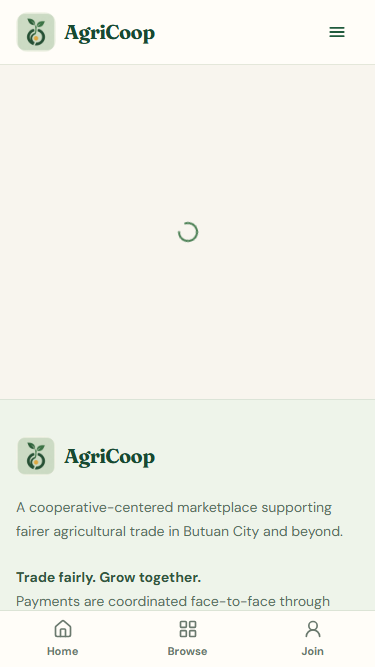 AgriCoop
AgriCoop
A cooperative-centered marketplace supporting
fairer agricultural trade in Butuan City and beyond.
Trade fairly. Grow together.
Payments are coordinated face-to-face through
Home
Browse
Join